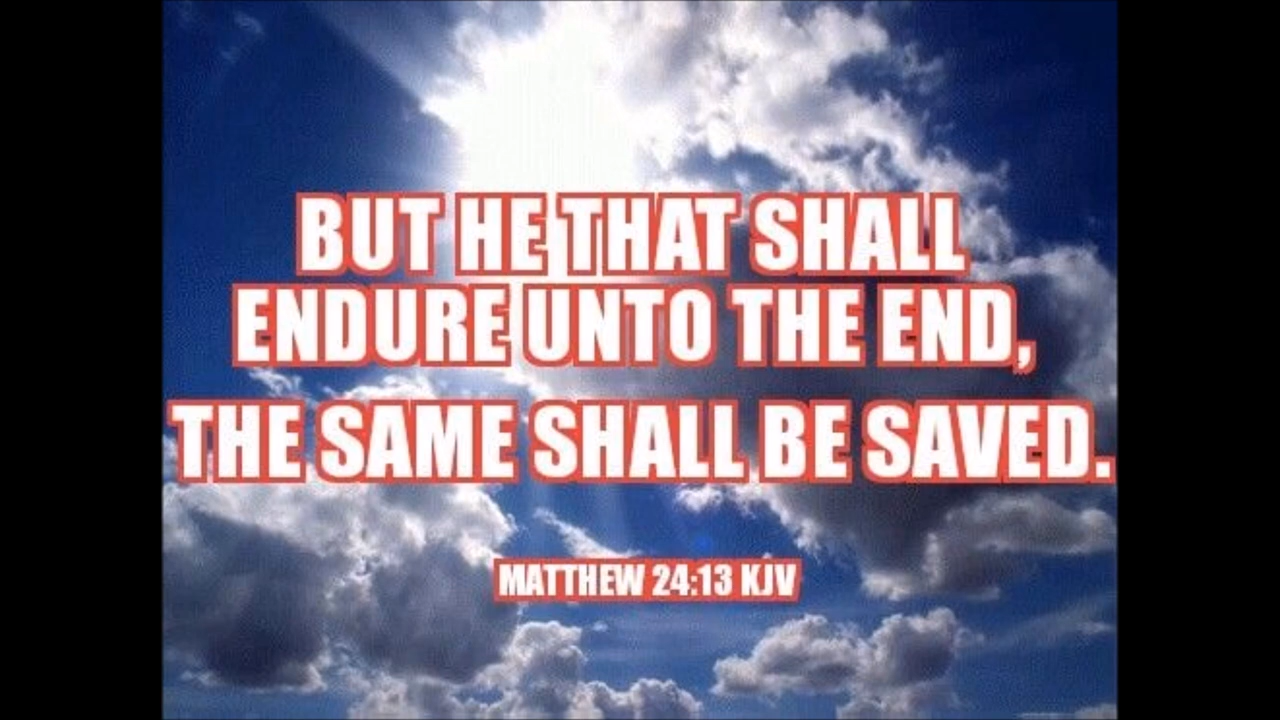 BUT HE THAT SHALL
ENDURE UNTO THE END,
THE SAME SHALL BE SAVED.
MATTHEW 24:13 KJV